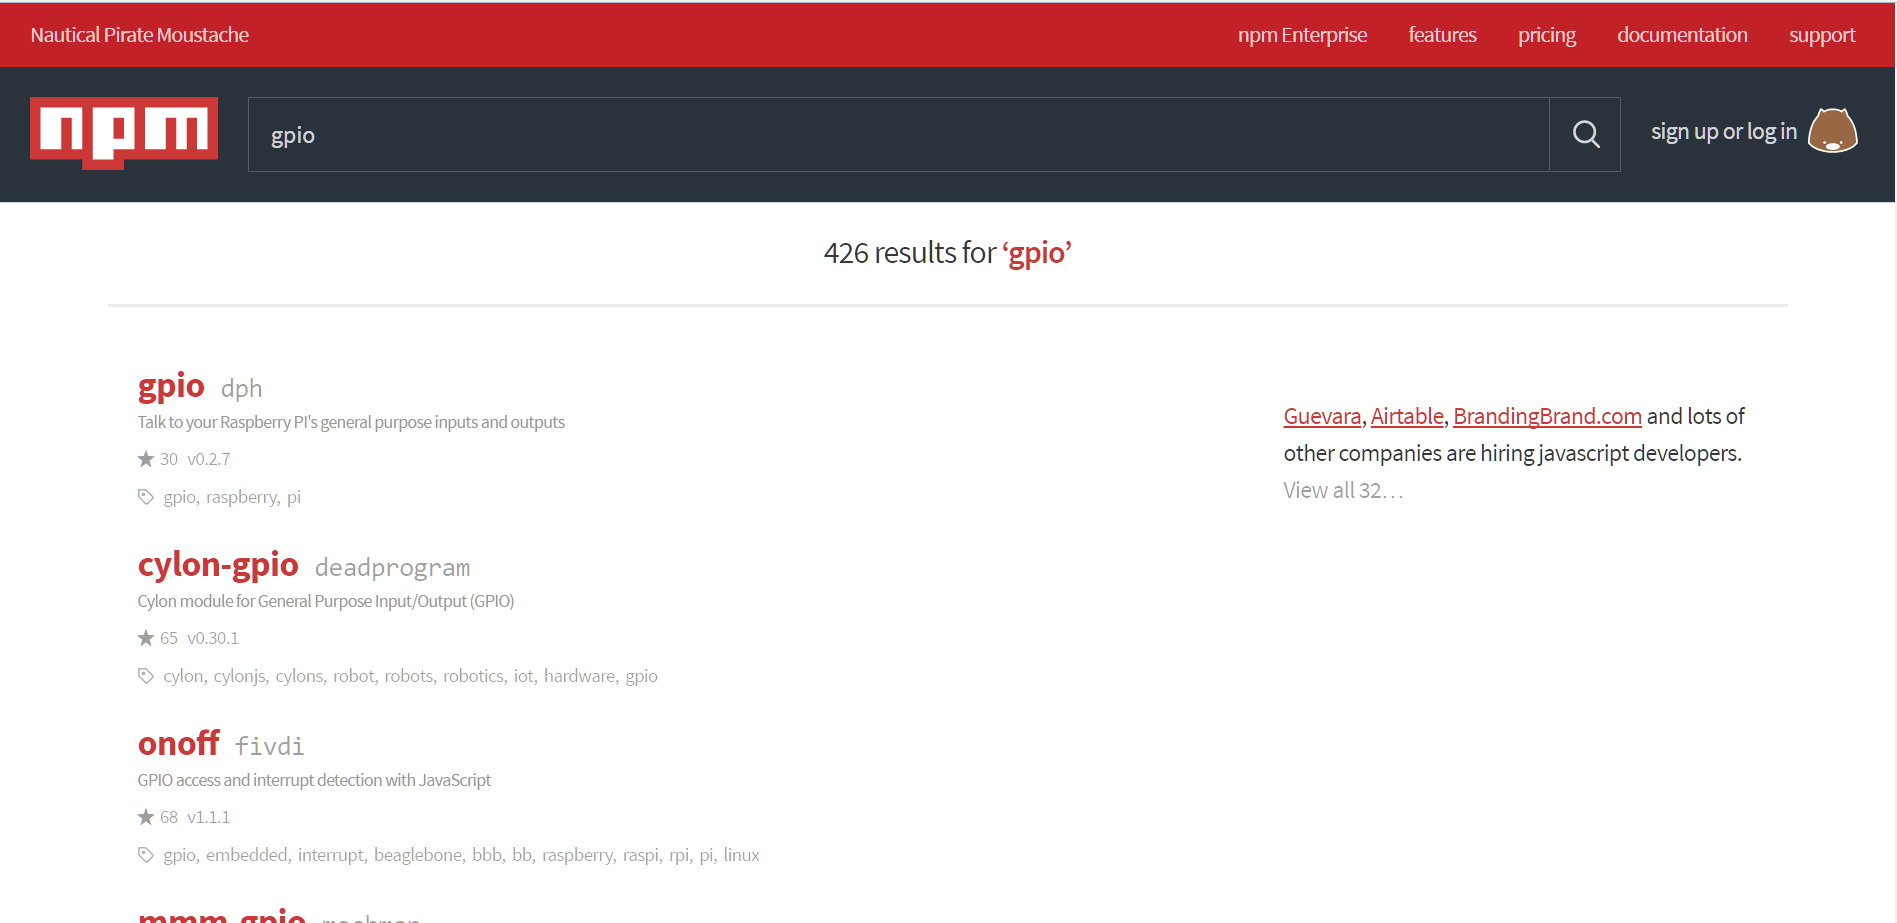 Nautical Pirate Moustache
npm Enterprise features pricing documentation support
npm
gpio
sign up or log in
426 results for ‘gpio’
gpio dph
Talk to your Raspberry PI's general purpose inputs and outputs
30 v0.2.7
gpio, raspberry, pi
Guevara, Airtable, BrandingBrand.com and lots of
other companies are hiring javascript developers.
View all 32…
cylon-gpio deadprogram
Cylon module for General Purpose Input/Output (GPIO)
65 v0.30.1
cylon, cylonjs, cylons, robot, robots, robotics, iot, hardware, gpio
onoff fivdi
GPIO access and interrupt detection with JavaScript
68 v1.1.1
gpio, embedded, interrupt, beaglebone, bbb, bb, raspberry, raspi, rpi, pi, linux
mmm-gpio